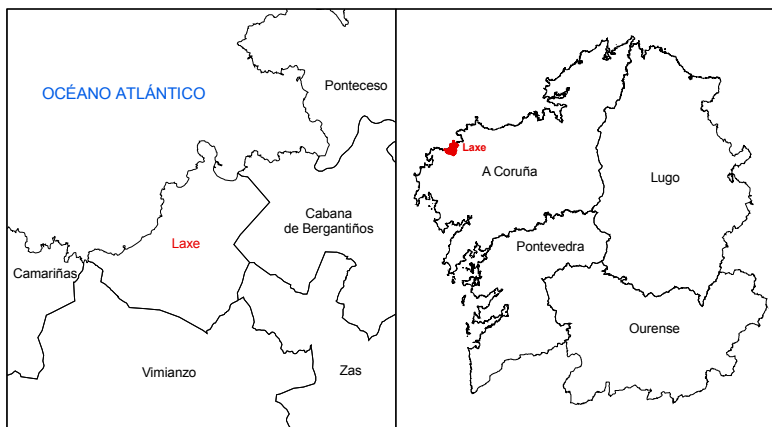 OCÉANO ATLÁNTICO
Ponteceso
Cabana
de Bergantiños
Laxe
Camariñas
Vimianzo
Zas
Laxe
A Coruña
Lugo
Pontevedra
Ourense